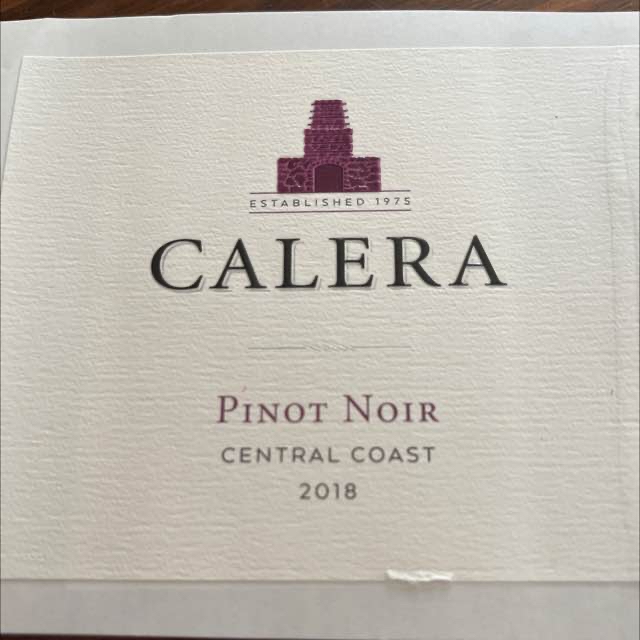 ESTABLISHED 1975
CALERA
PINOT NOIR
CENTRAL COAST
2018